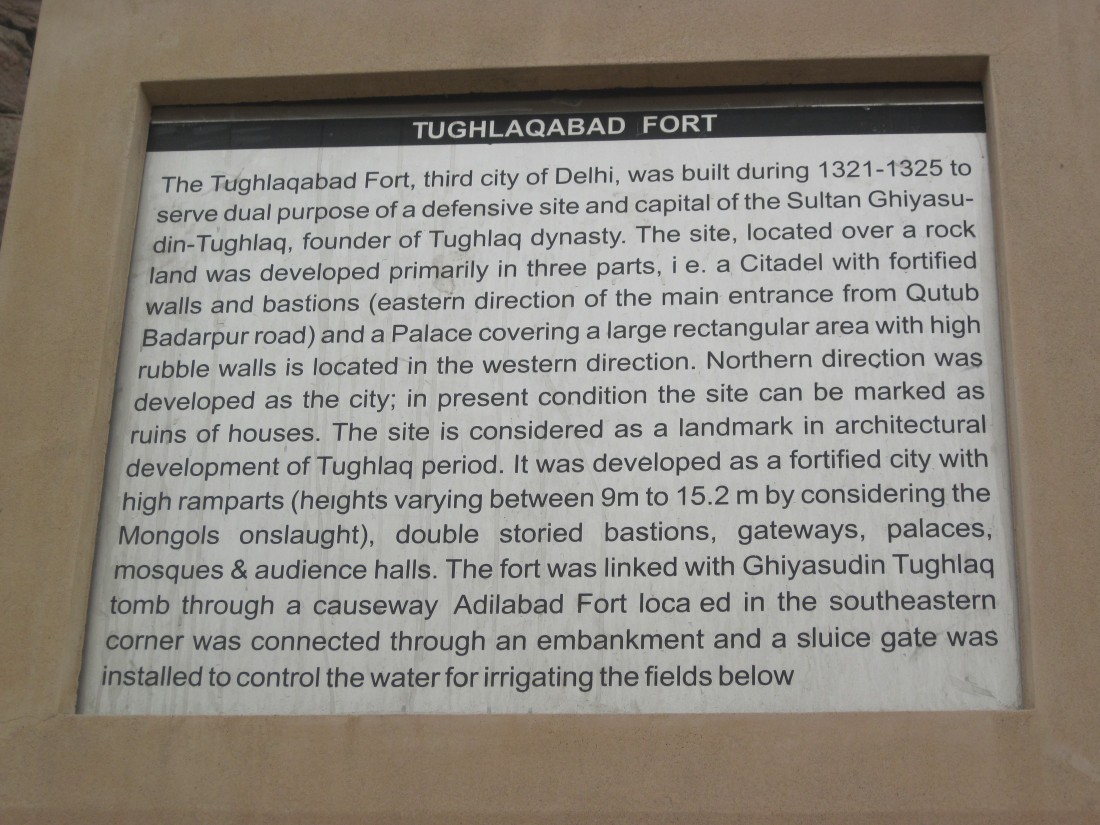 TUGHLAQABAD FORT
The Tughlaqabad Fort, third city of Delhi, was built during 1321-1325 to
serve dual purpose of a defensive site and capital of the Sultan Ghiyasu-
din-Tughlaq, founder of Tughlaq dynasty. The site, located over a rock
land was developed primarily in three parts, i e. a Citadel with fortified
walls and bastions (eastern direction of the main entrance from Qutub
Badarpur road) and a Palace covering a large rectangular area with high
rubble walls is located in the western direction. Northern direction was
developed as the city; in present condition the site can be marked as
ruins of houses. The site is considered as a landmark in architectural
development of Tughlaq period. It was developed as a fortified city with
high ramparts (heights varying between 9m to 15.2 m by considering the
Mongols onslaught), double storied bastions, gateways, palaces,
mosques & audience halls. The fort was linked with Ghiyasudin Tughlaq
tomb through a causeway Adilabad Fort loca ed in the southeastern
corner was connected through an embankment and a sluice gate was
installed to control the water for irrigating the fields below